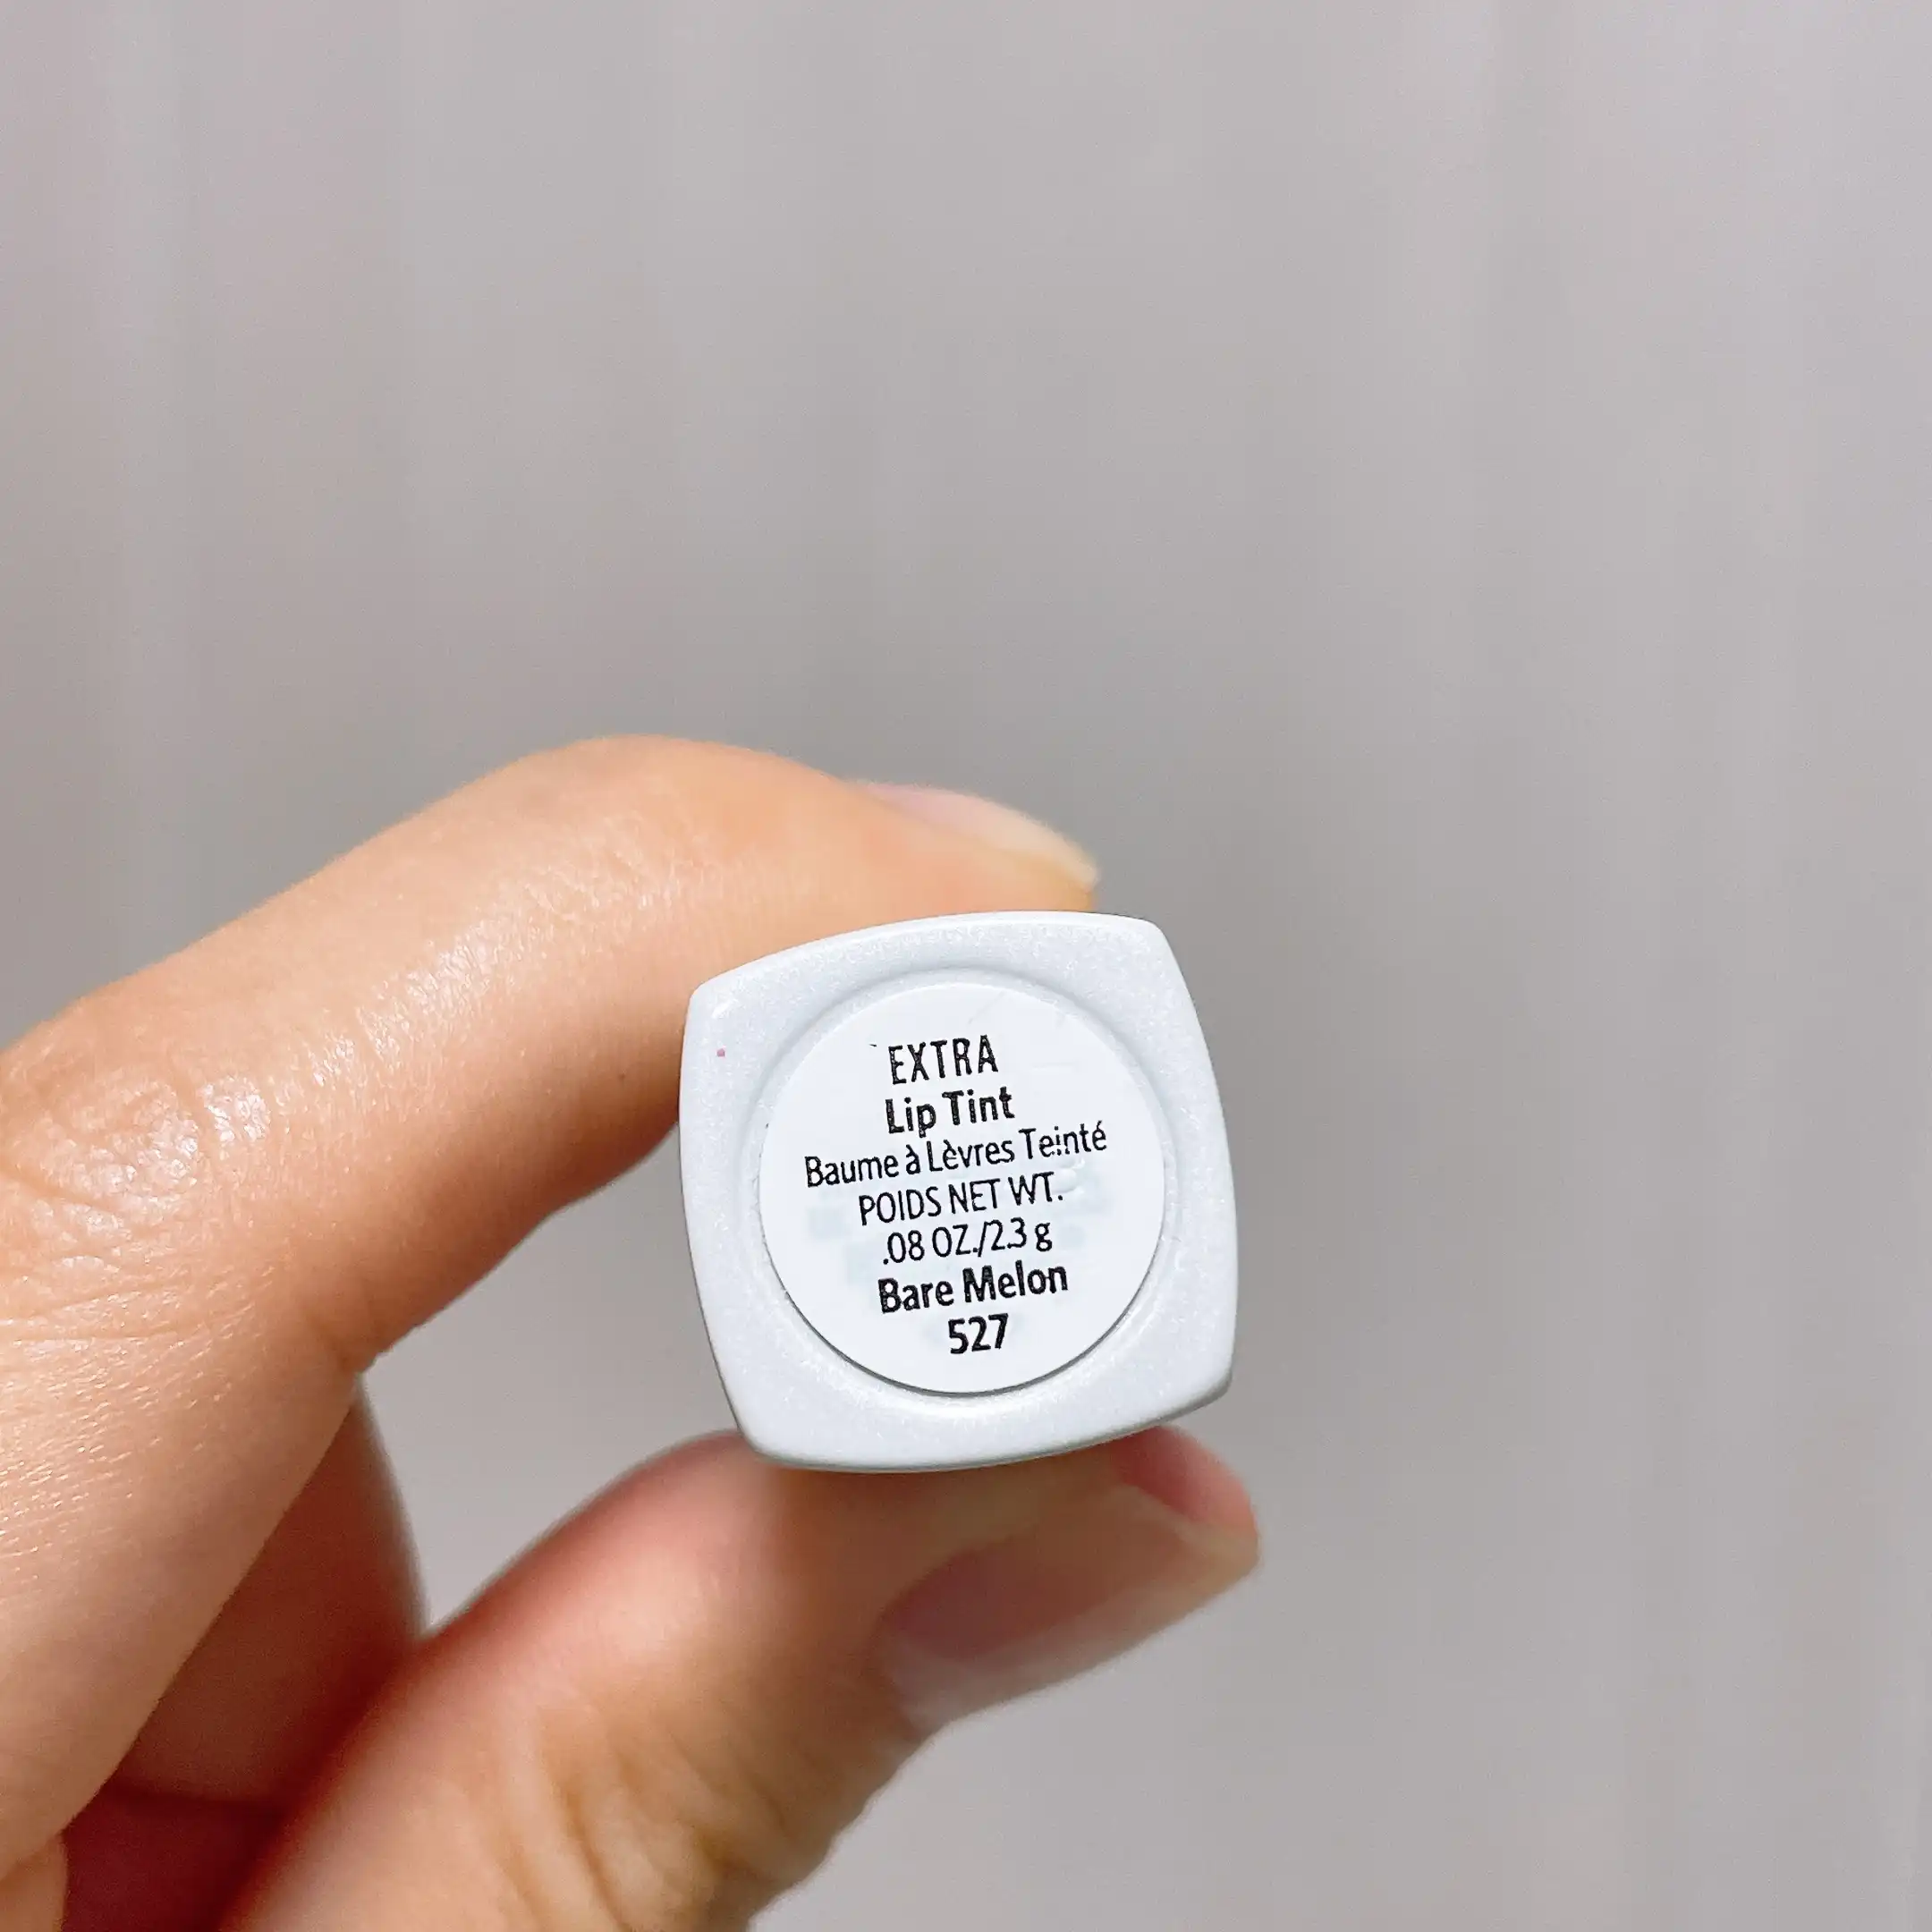 EXTRA
Lip Tint
Baume à Lèvres Teinté
POIDS NET WT.
.08 OZ./2.3 g
Bare Melon
527